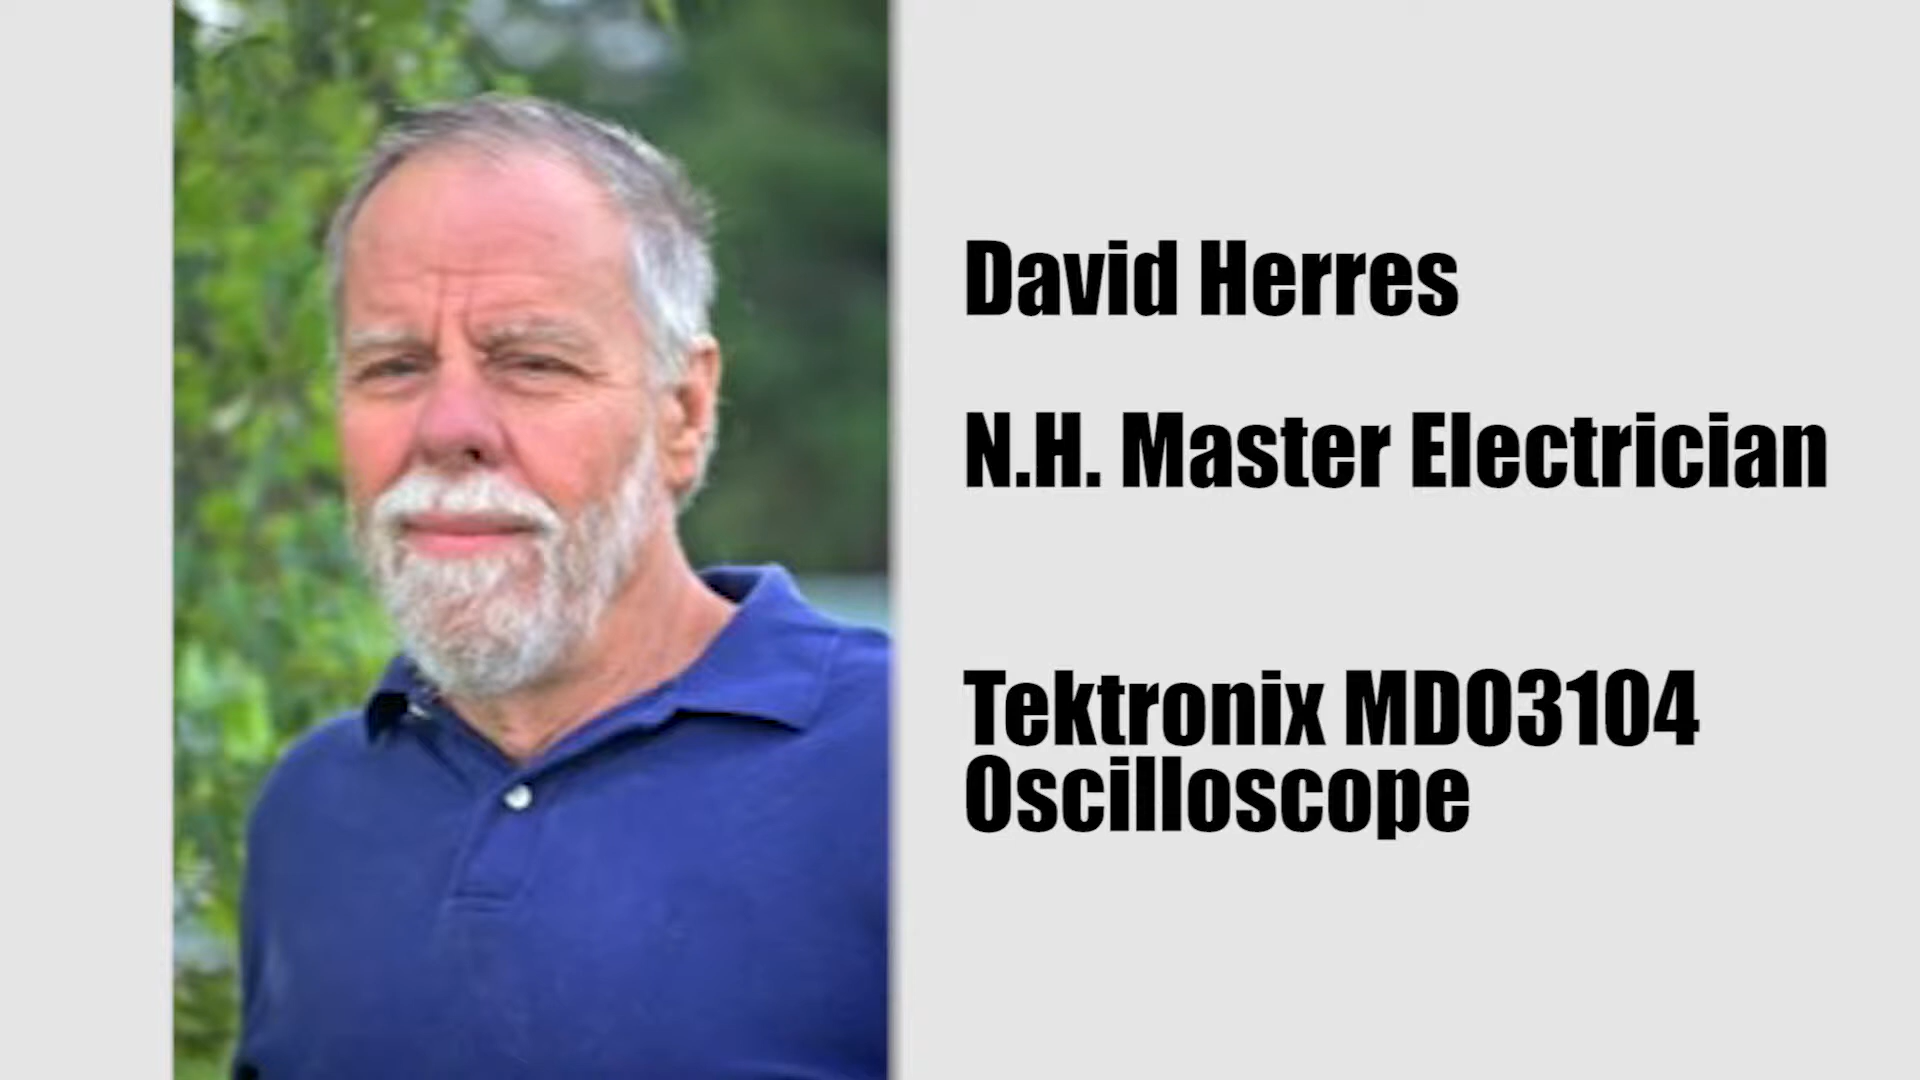 David Herres
N.H. Master Electrician
Tektronix MDO3104
Oscilloscope